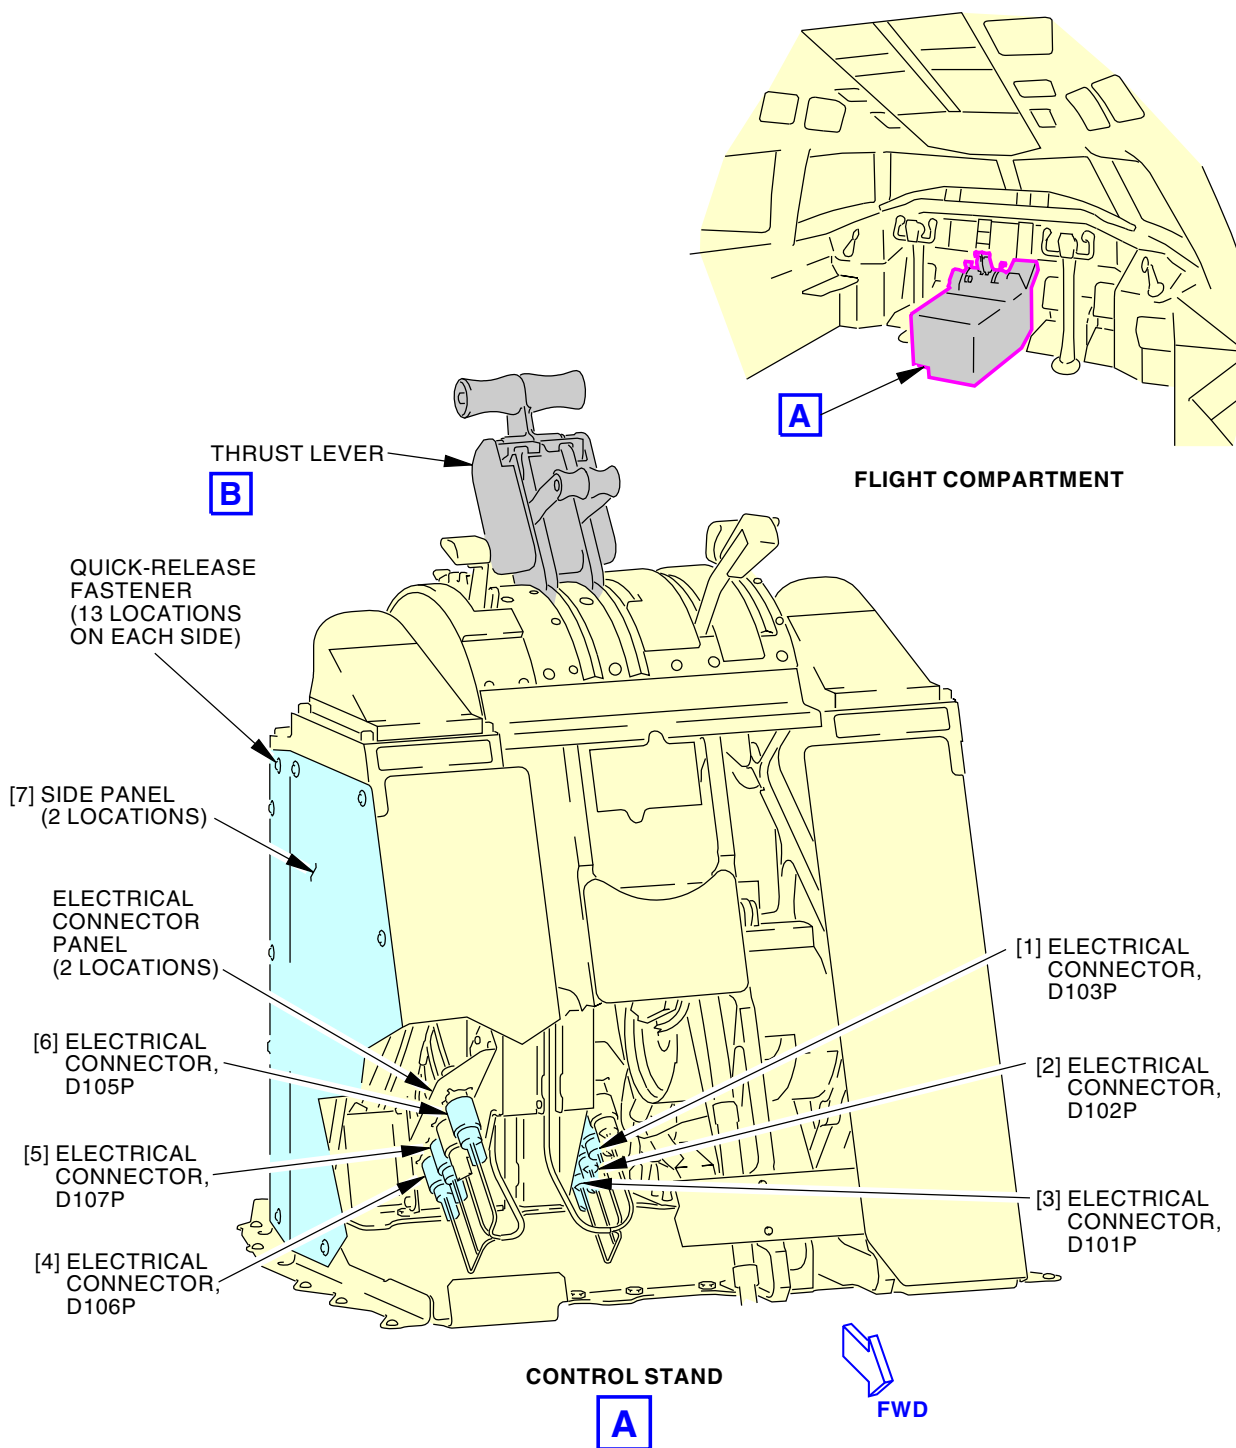 A
FLIGHT COMPARTMENT
THRUST LEVER
B
QUICK-RELEASE
FASTENER
(13 LOCATIONS
ON EACH SIDE)
[7] SIDE PANEL
(2 LOCATIONS)
ELECTRICAL
CONNECTOR
PANEL
(2 LOCATIONS)
[6] ELECTRICAL
CONNECTOR,
D105P
[5] ELECTRICAL
CONNECTOR,
D107P
[4] ELECTRICAL
CONNECTOR,
D106P
[1] ELECTRICAL
CONNECTOR,
D103P
[2] ELECTRICAL
CONNECTOR,
D102P
[3] ELECTRICAL
CONNECTOR,
D101P
FWD
CONTROL STAND
A